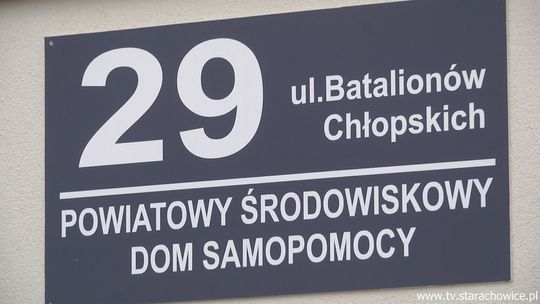 29
ul.Batalionów
Chłopskich
POWIATOWY ŚRODOWISKOWY
DOM SAMOPOMOCY
www.tv.starachowice.pl